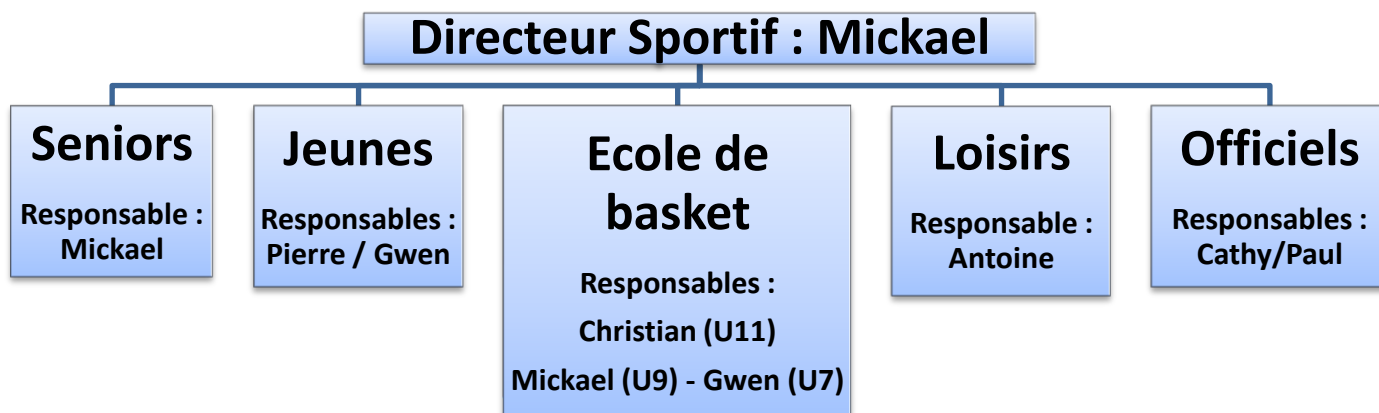 Directeur Sportif : Mickael
Seniors
Responsable :
Mickael
Jeunes
Responsables :
Pierre / Gwen
Ecole de
basket
Responsables :
Christian (U11)
Mickael (U9) - Gwen (U7)
Loisirs
Responsable :
Antoine
Officiels
Responsables :
Cathy/Paul